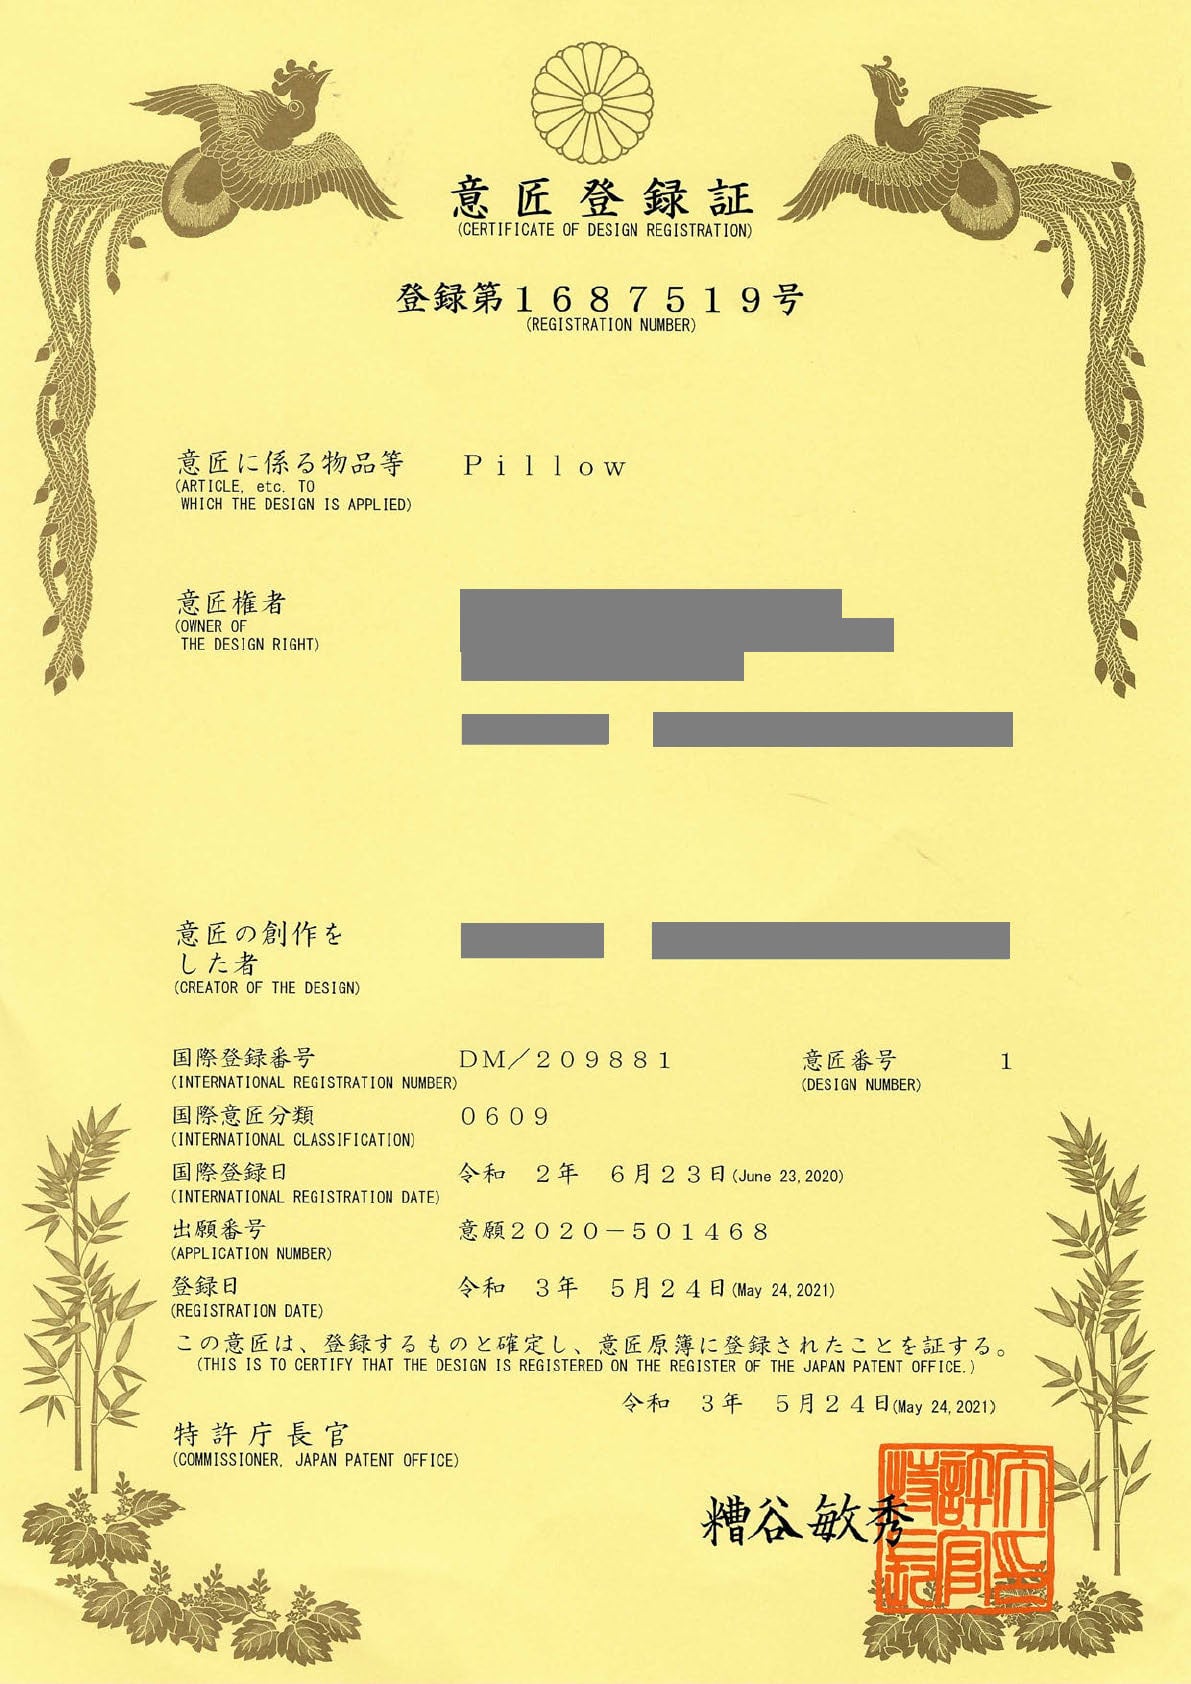 意匠登録証
(CERTIFICATE OF DESIGN REGISTRATION)
登録第1687519号
(REGISTRATION NUMBER)
意匠に係る物品等 Pillow
(ARTICLE, etc. TO
WHICH THE DESIGN IS APPLIED)
意匠権者
(OWNER OF
THE DESIGN RIGHT)
意匠の創作を
した者
(CREATOR OF THE DESIGN)
国際登録番号 DM/209881 意匠番号 1
(INTERNATIONAL REGISTRATION NUMBER) (DESIGN NUMBER)
国際意匠分類 0609
(INTERNATIONAL CLASSIFICATION)
国際登録日 令和 2年 6月23日(June 23,2020)
(INTERNATIONAL REGISTRATION DATE)
出願番号 意願2020-501468
(APPLICATION NUMBER)
登録日 令和 3年 5月24日(May 24,2021)
(REGISTRATION DATE)
この意匠は、登録するものと確定し、意匠原簿に登録されたことを証する。
(THIS IS TO CERTIFY THAT THE DESIGN IS REGISTERED ON THE REGISTER OF THE JAPAN PATENT OFFICE.)
令和 3年 5月24日(May 24,2021)
特許庁長官
(COMMISSIONER, JAPAN PATENT OFFICE)
糟谷敏秀